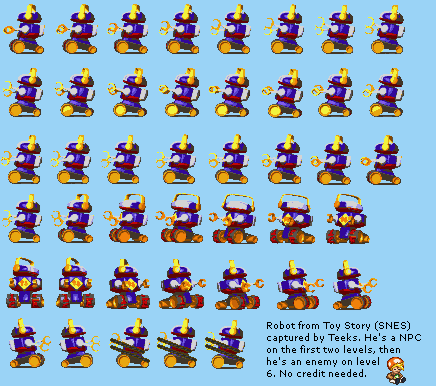 Robot from Toy Story (SNES)
captured by Teeks. He's a NPC
on the first two levels, then
he's an enemy on level
6. No credit needed.